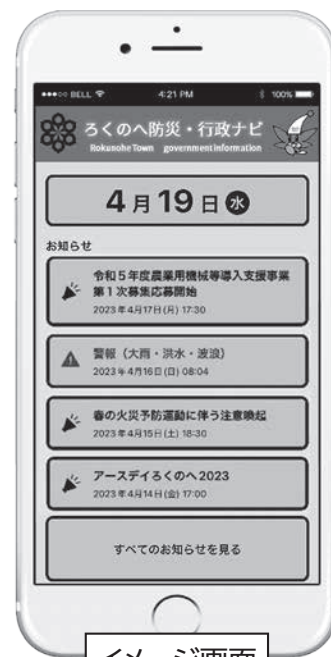 ●●●○○ BELL 4:21 PM 100%
ろくのへ防災・行政ナビ
Rokunohe Town government information
4月19日水
お知らせ
令和5年度農業用機械等導入支援事業
第1次募集応募開始
2023年4月17日(月) 17:30
警報（大雨・洪水・波浪）
2023年4月16日(日) 08:04
春の火災予防運動に伴う注意喚起
2023年4月15日(土) 18:30
アースデイろくのへ2023
2023年4月14日(金) 17:00
すべてのお知らせを見る
イメージ画面